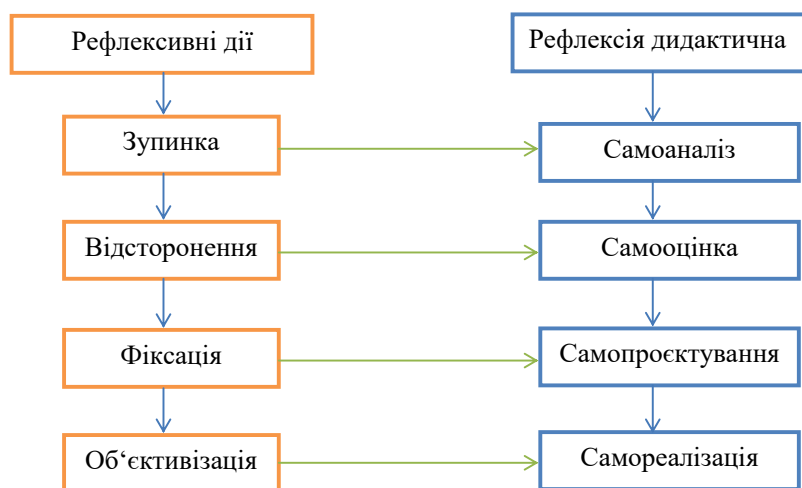 Рефлексивні дії
Рефлексія дидактична
Зупинка
Самоаналіз
Відсторонення
Самооцінка
Фіксація
Самопроєктування
Об‘єктивізація
Самореалізація